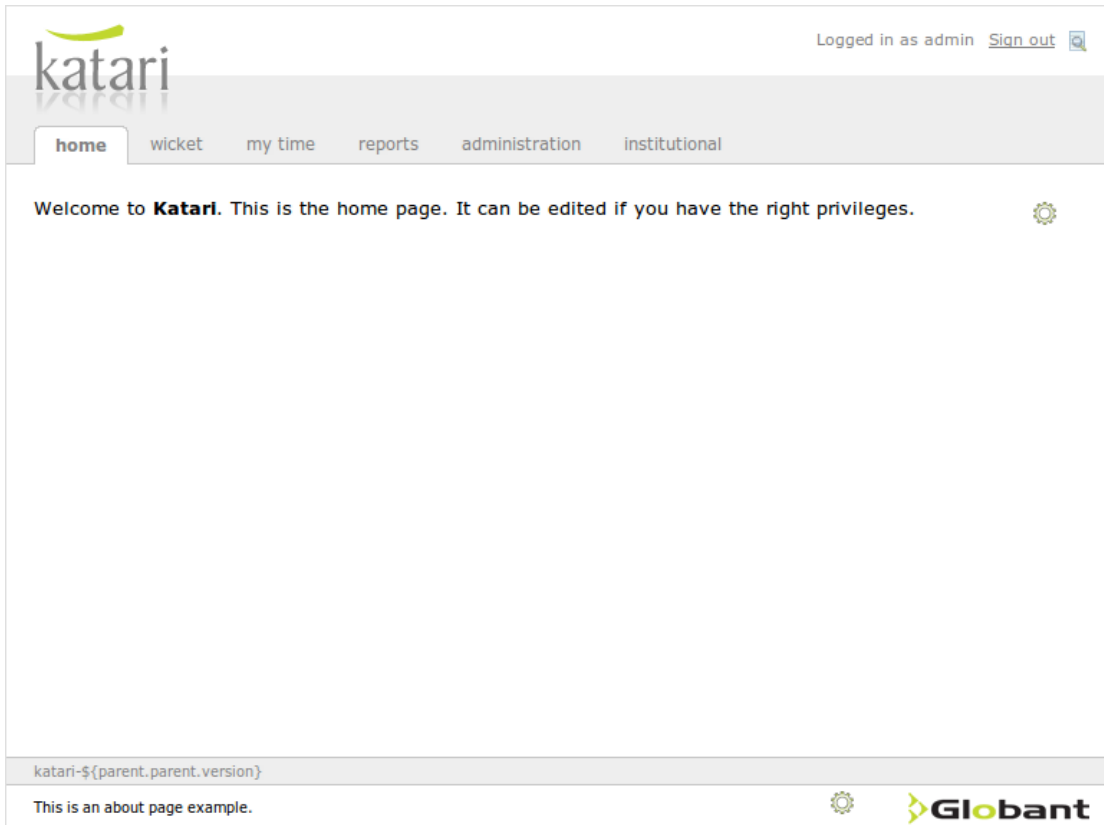 katari
Logged in as admin Sign out
home wicket my time reports administration institutional
Welcome to Katari. This is the home page. It can be edited if you have the right privileges.
katari-${parent.parent.version}
This is an about page example.
Globant